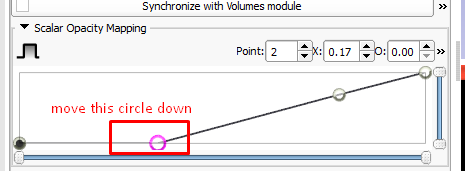 Synchronize with Volumes module »
Scalar Opacity Mapping
Point: 2 X: 0.17 O: 0.00 »
move this circle down